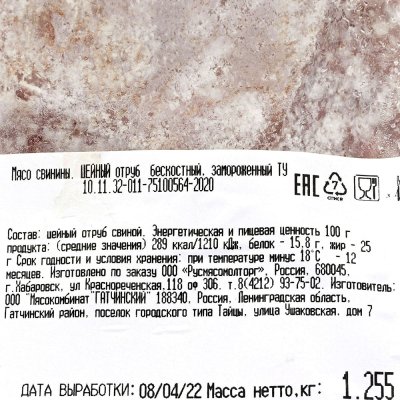 Мясо свинины. ШЕЙНЫЙ отруб бескостный, замороженный ТУ
10.11.32-011-75100564-2020
EAC
7
Состав: шейный отруб свиной. Энергетическая и пищевая ценность 100 г
продукта: (средние значения) 289 ккал/1210 кДж, белок - 15,8 г, жир - 25
г Срок годности и условия хранения: при температуре минус 18°С - 12
месяцев. Изготовлено по заказу ООО «Русмясомолторг», Россия, 680045,
г.Хабаровск, ул Краснореченская,118 оф 306. т.8(4212) 93-75-02. Изготовитель:
ООО "Мясокомбинат"ГАТЧИНСКИЙ" 188340, Россия, Ленинградская область,
Гатчинский район, поселок городского типа Тайцы, улица Ушаковская, дом 7
ДАТА ВЫРАБОТКИ: 08/04/22 Масса нетто,кг: 1.255